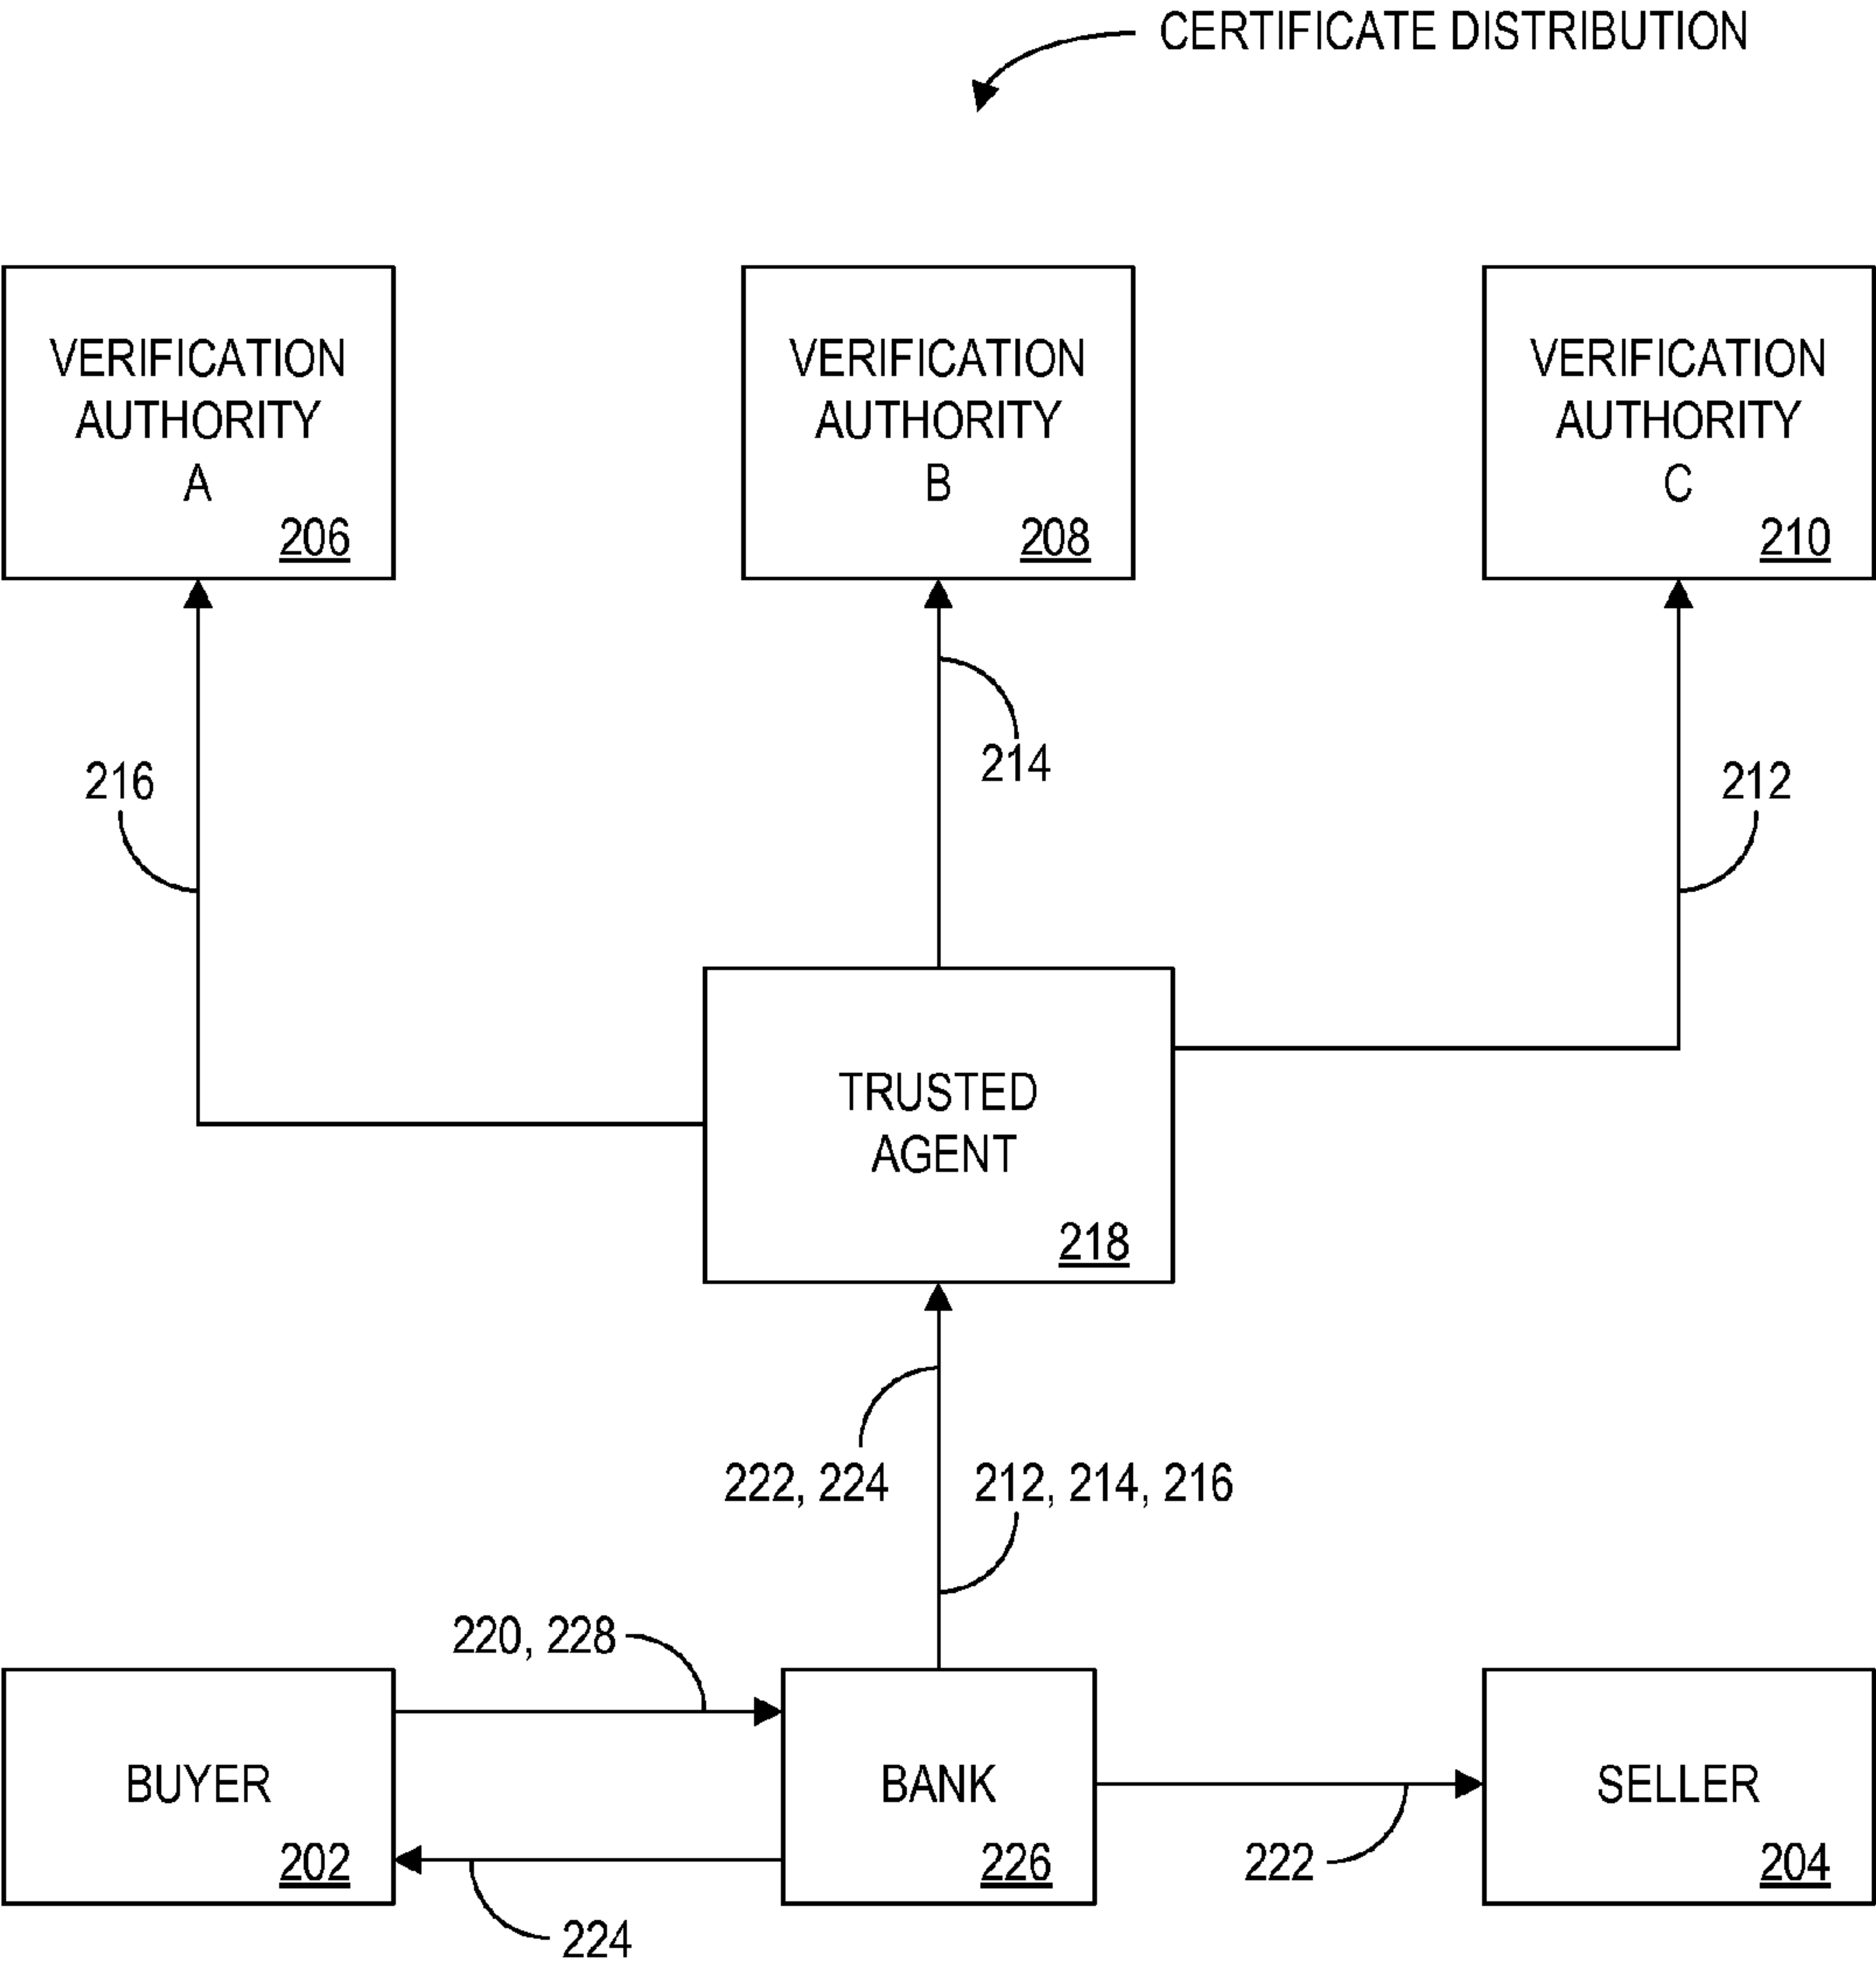 CERTIFICATE DISTRIBUTION
VERIFICATION
AUTHORITY
A
206
VERIFICATION
AUTHORITY
B
208
VERIFICATION
AUTHORITY
C
210
216
214
212
TRUSTED
AGENT
218
222, 224
212, 214, 216
220, 228
BUYER
202
BANK
226
SELLER
204
222
224